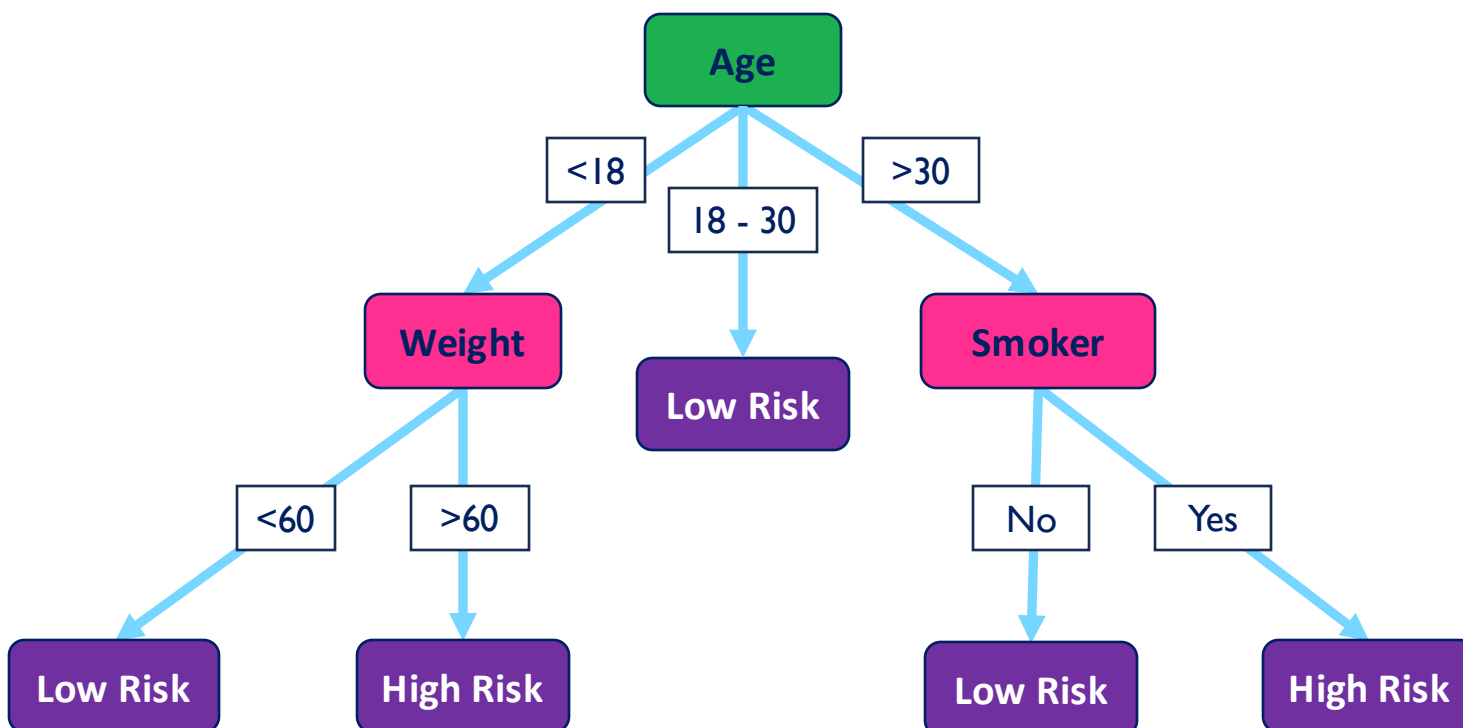 Age
<18
18 - 30
>30
Weight
Low Risk
Smoker
<60
>60
No
Yes
Low Risk
High Risk
Low Risk
High Risk